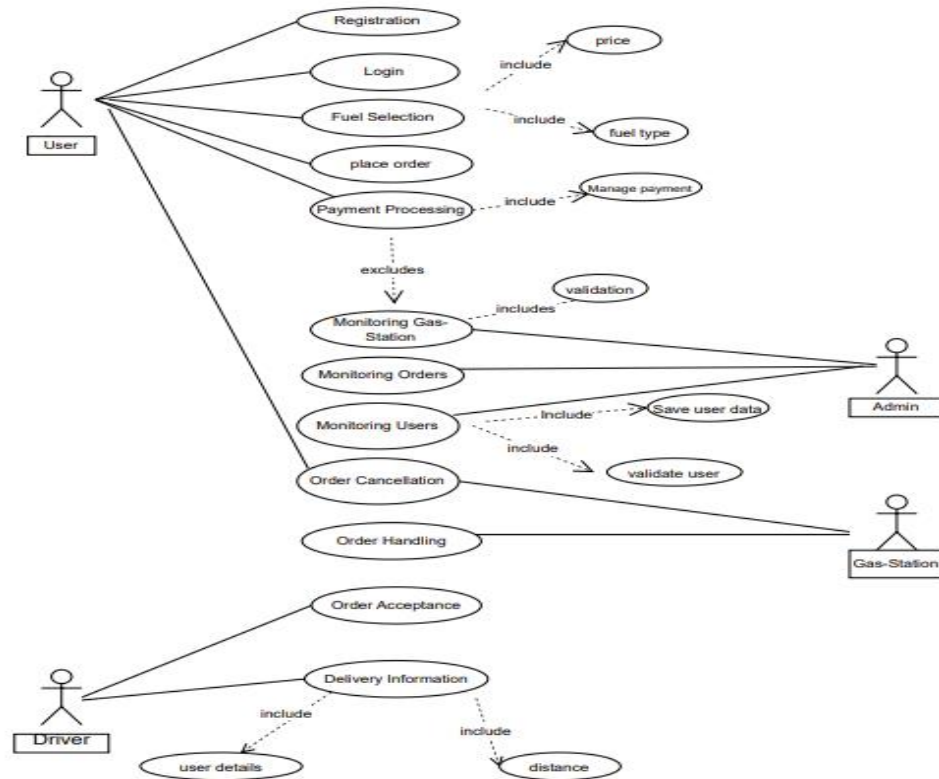 Registration
price
include
Login
User
Fuel Selection
include
fuel type
place order
Manage payment
include
Payment Processing
excludes
validation
includes
Monitoring Gas-
Station
Monitoring Orders
Admin
Save user data
Include
Monitoring Users
include
validate user
Order Cancellation
Order Handling
Gas-Station
Order Acceptance
Delivery Information
Driver
include
include
user details
distance